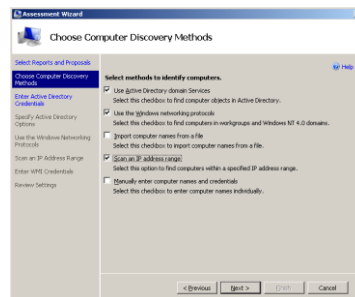 Assessment Wizard
Choose Computer Discovery Methods
Help
Select Reports and Proposals
Choose Computer Discovery
Methods
Enter Active Directory
Credentials
Specify Active Directory
Options
Use the Windows Networking
Protocols
Scan an IP Address Range
Enter WMI Credentials
Review Settings
Select methods to identify computers.
Use Active Directory domain Services
Select this checkbox to find computer objects in Active Directory.
Use the Windows networking protocols
Select this checkbox to find computers in workgroups and Windows NT 4.0 domains.
Import computer names from a file
Select this checkbox to import computer names from a file.
Scan an IP address range
Select this option to find computers within a specified IP address range.
Manually enter computer names and credentials
Select this checkbox to enter computer names individually.
< Previous
Next >
Finish
Cancel